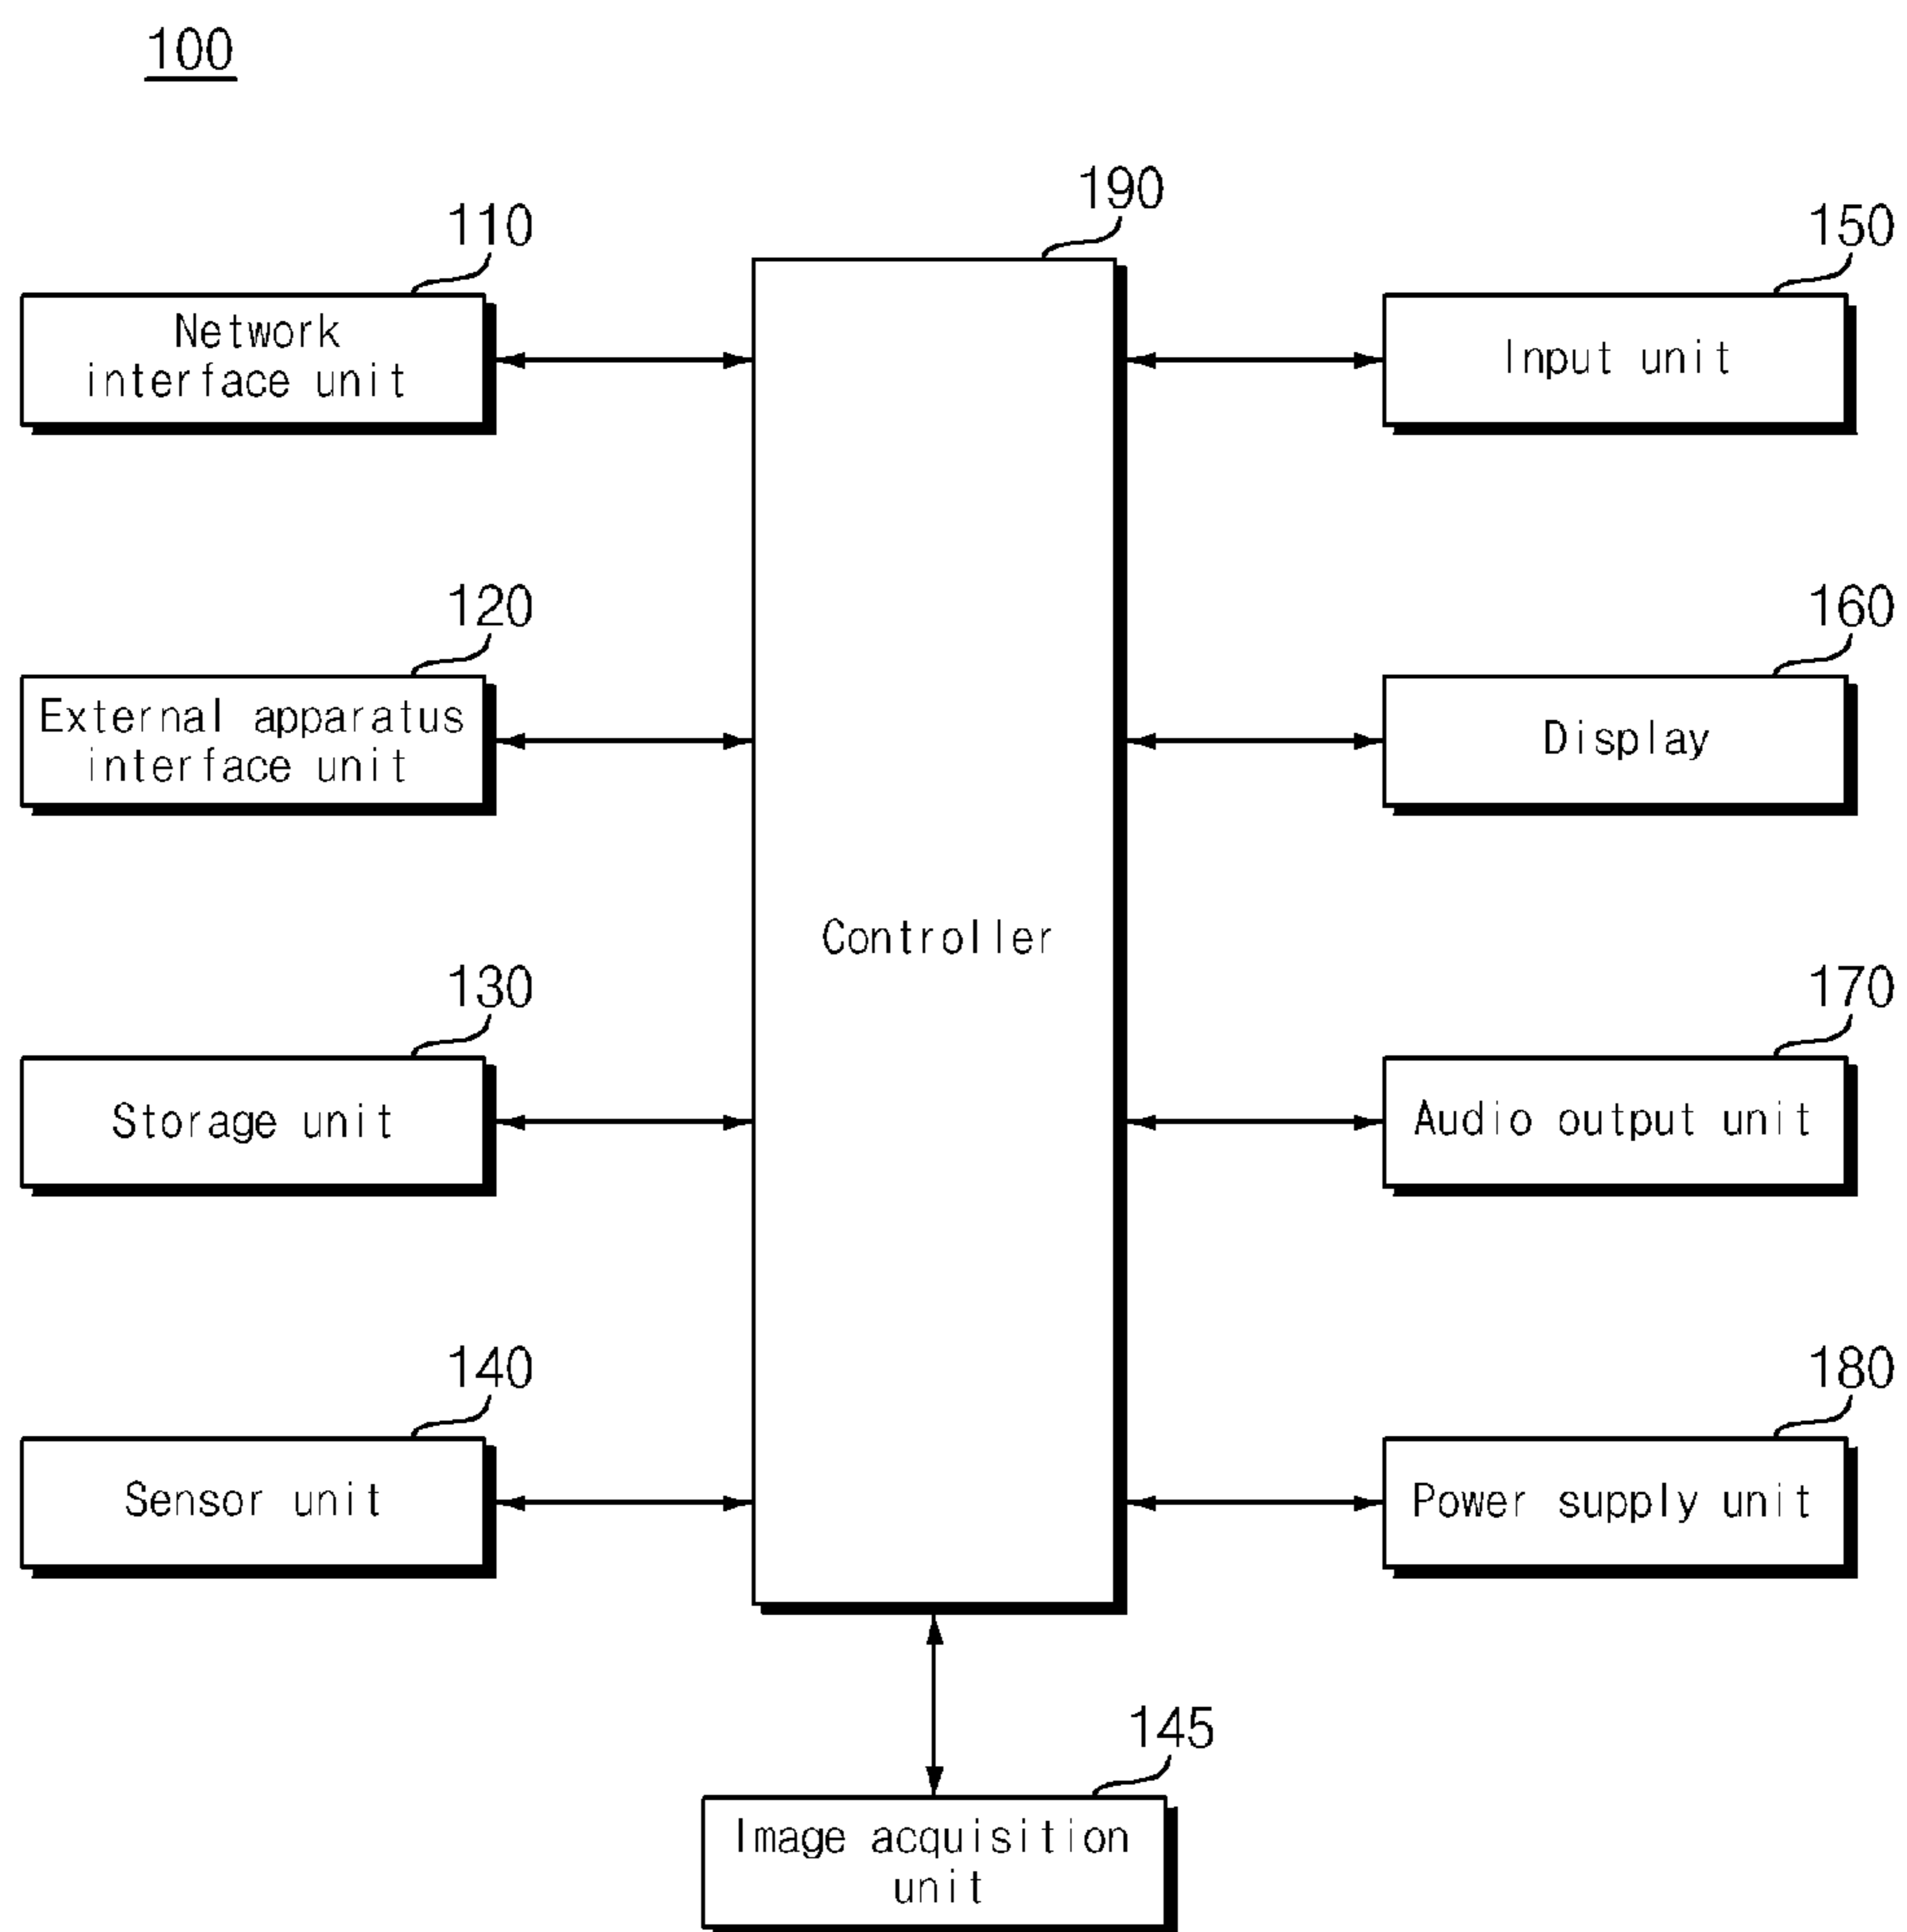 100
190
110
150
Network
interface unit
Input unit
120
160
External apparatus
interface unit
Display
Controller
130
170
Storage unit
Audio output unit
140
180
Sensor unit
Power supply unit
145
Image acquisition
unit